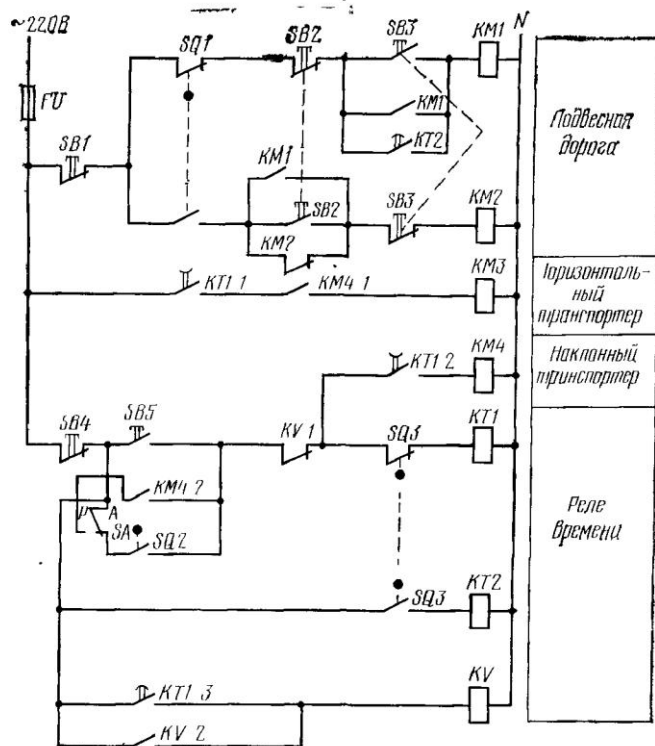 ~220В
N
SQ1
SB2
SB3
KM1
FU
KM1
KT2
SB1
KM1
SB2
SB3
KM2
KM2
KT1.1
KM4.1
KM3
KT1.2
KM4
SB4
SB5
KV.1
SQ3
KT1
KM4.2
P
A
SA
SQ2
SQ3
KT2
KT1.3
KV
KV.2
Подвесная
дорога
Горизонталь-
ный
транспортер
Наклонный
транспортер
Реле
времени